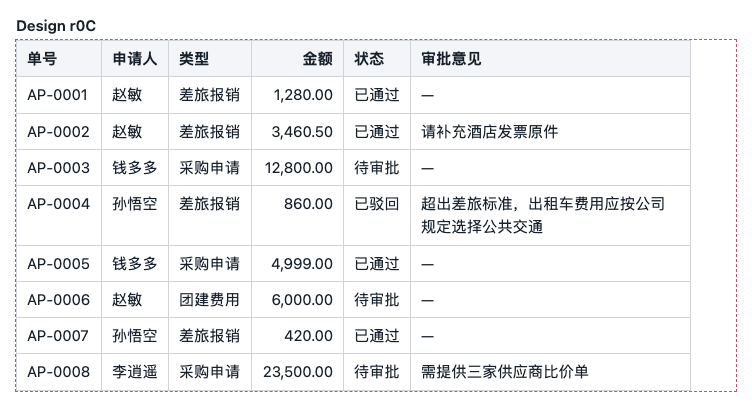 Design r0C
单号 申请人 类型 金额 状态 审批意见
AP-0001 赵敏 差旅报销 1,280.00 已通过 —
AP-0002 赵敏 差旅报销 3,460.50 已通过 请补充酒店发票原件
AP-0003 钱多多 采购申请 12,800.00 待审批 —
AP-0004 孙悟空 差旅报销 860.00 已驳回 超出差旅标准，出租车费用应按公司
规定选择公共交通
AP-0005 钱多多 采购申请 4,999.00 已通过 —
AP-0006 赵敏 团建费用 6,000.00 待审批 —
AP-0007 孙悟空 差旅报销 420.00 已通过 —
AP-0008 李逍遥 采购申请 23,500.00 待审批 需提供三家供应商比价单